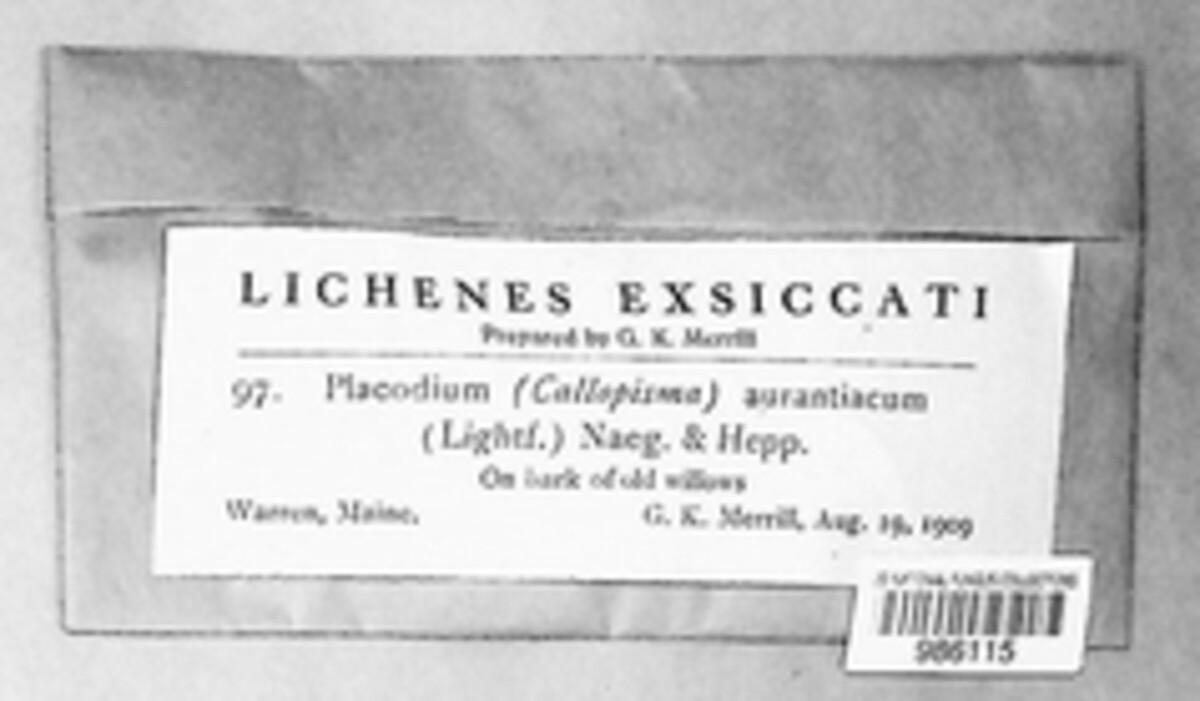 LICHENES EXSICCATI
Prepared by G. K. Merrill
97. Placodium (Callopisma) aurantiacum
(Lightf.) Naeg. & Hepp.
On bark of old willows
Warren, Maine.
G. K. Merrill, Aug. 19, 1909
986115